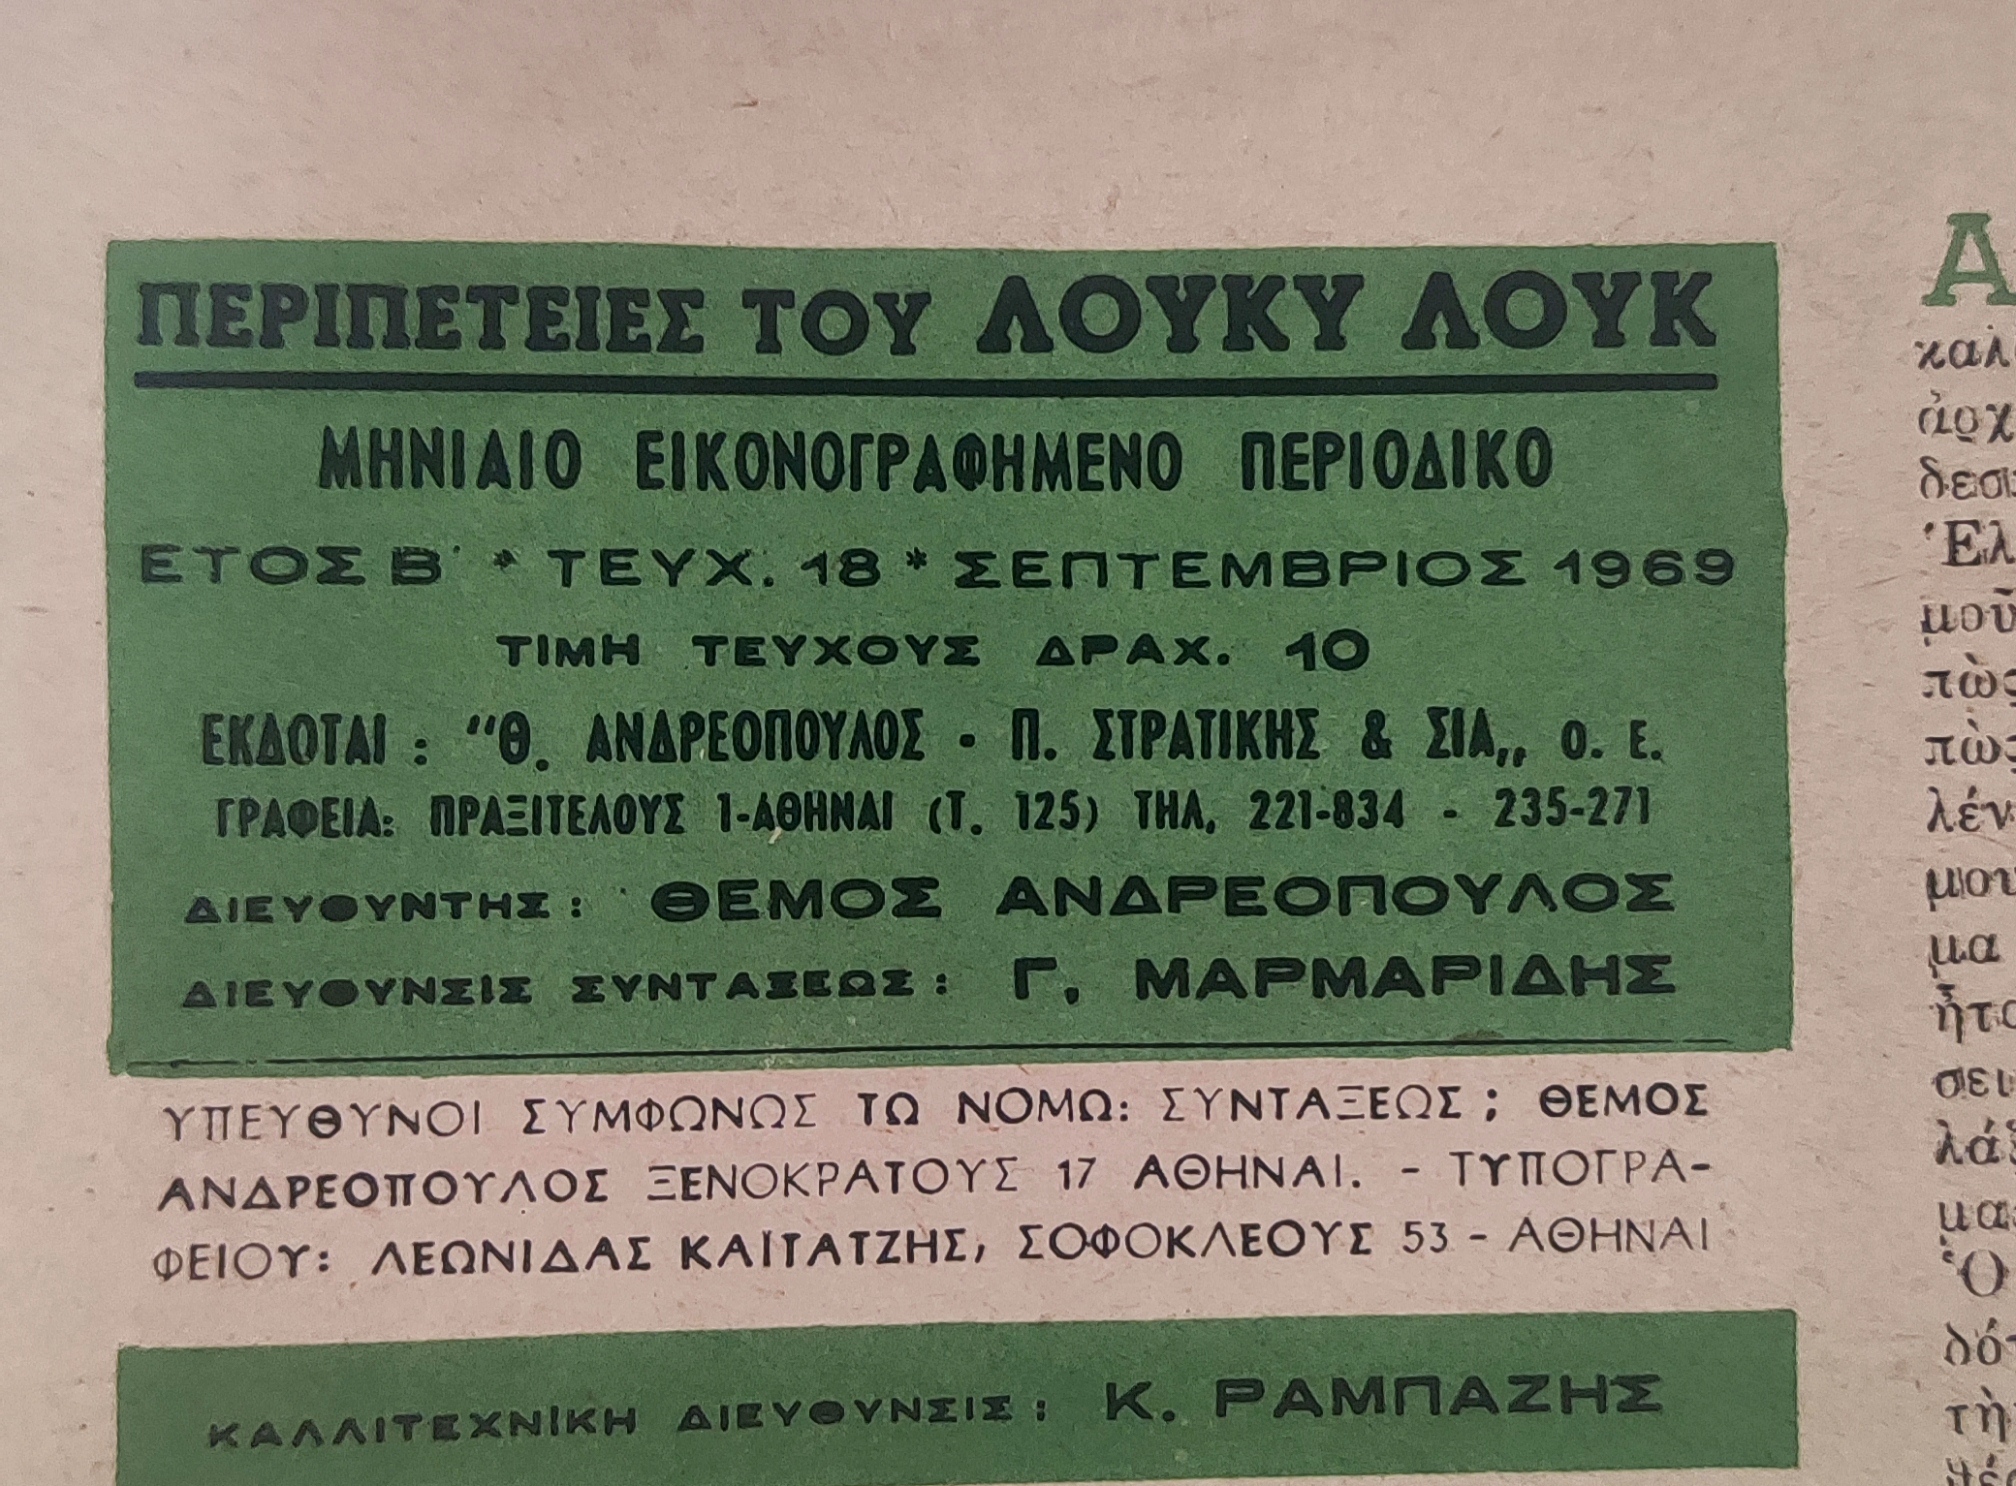 ΠΕΡΙΠΕΤΕΙΕΣ ΤΟΥ ΛΟΥΚΥ ΛΟΥΚ
ΜΗΝΙΑΙΟ ΕΙΚΟΝΟΓΡΑΦΗΜΕΝΟ ΠΕΡΙΟΔΙΚΟ
ΕΤΟΣ Β΄ * ΤΕΥΧ. 18 * ΣΕΠΤΕΜΒΡΙΟΣ 1969
ΤΙΜΗ ΤΕΥΧΟΥΣ ΔΡΑΧ. 10
ΕΚΔΟΤΑΙ : "Θ. ΑΝΔΡΕΟΠΟΥΛΟΣ - Π. ΣΤΡΑΤΙΚΗΣ & ΣΙΑ,, Ο. Ε.
ΓΡΑΦΕΙΑ: ΠΡΑΞΙΤΕΛΟΥΣ 1-ΑΘΗΝΑΙ (Τ. 125) ΤΗΛ. 221-834 - 235-271
ΔΙΕΥΘΥΝΤΗΣ : ΘΕΜΟΣ ΑΝΔΡΕΟΠΟΥΛΟΣ
ΔΙΕΥΘΥΝΣΙΣ ΣΥΝΤΑΞΕΩΣ : Γ. ΜΑΡΜΑΡΙΔΗΣ
ΥΠΕΥΘΥΝΟΙ ΣΥΜΦΩΝΩΣ ΤΩ ΝΟΜΩ: ΣΥΝΤΑΞΕΩΣ ; ΘΕΜΟΣ
ΑΝΔΡΕΟΠΟΥΛΟΣ ΞΕΝΟΚΡΑΤΟΥΣ 17 ΑΘΗΝΑΙ. - ΤΥΠΟΓΡΑ-
ΦΕΙΟΥ: ΛΕΩΝΙΔΑΣ ΚΑΪΤΑΤΖΗΣ, ΣΟΦΟΚΛΕΟΥΣ 53 - ΑΘΗΝΑΙ
ΚΑΛΛΙΤΕΧΝΙΚΗ ΔΙΕΥΘΥΝΣΙΣ : Κ. ΡΑΜΠΑΖΗΣ